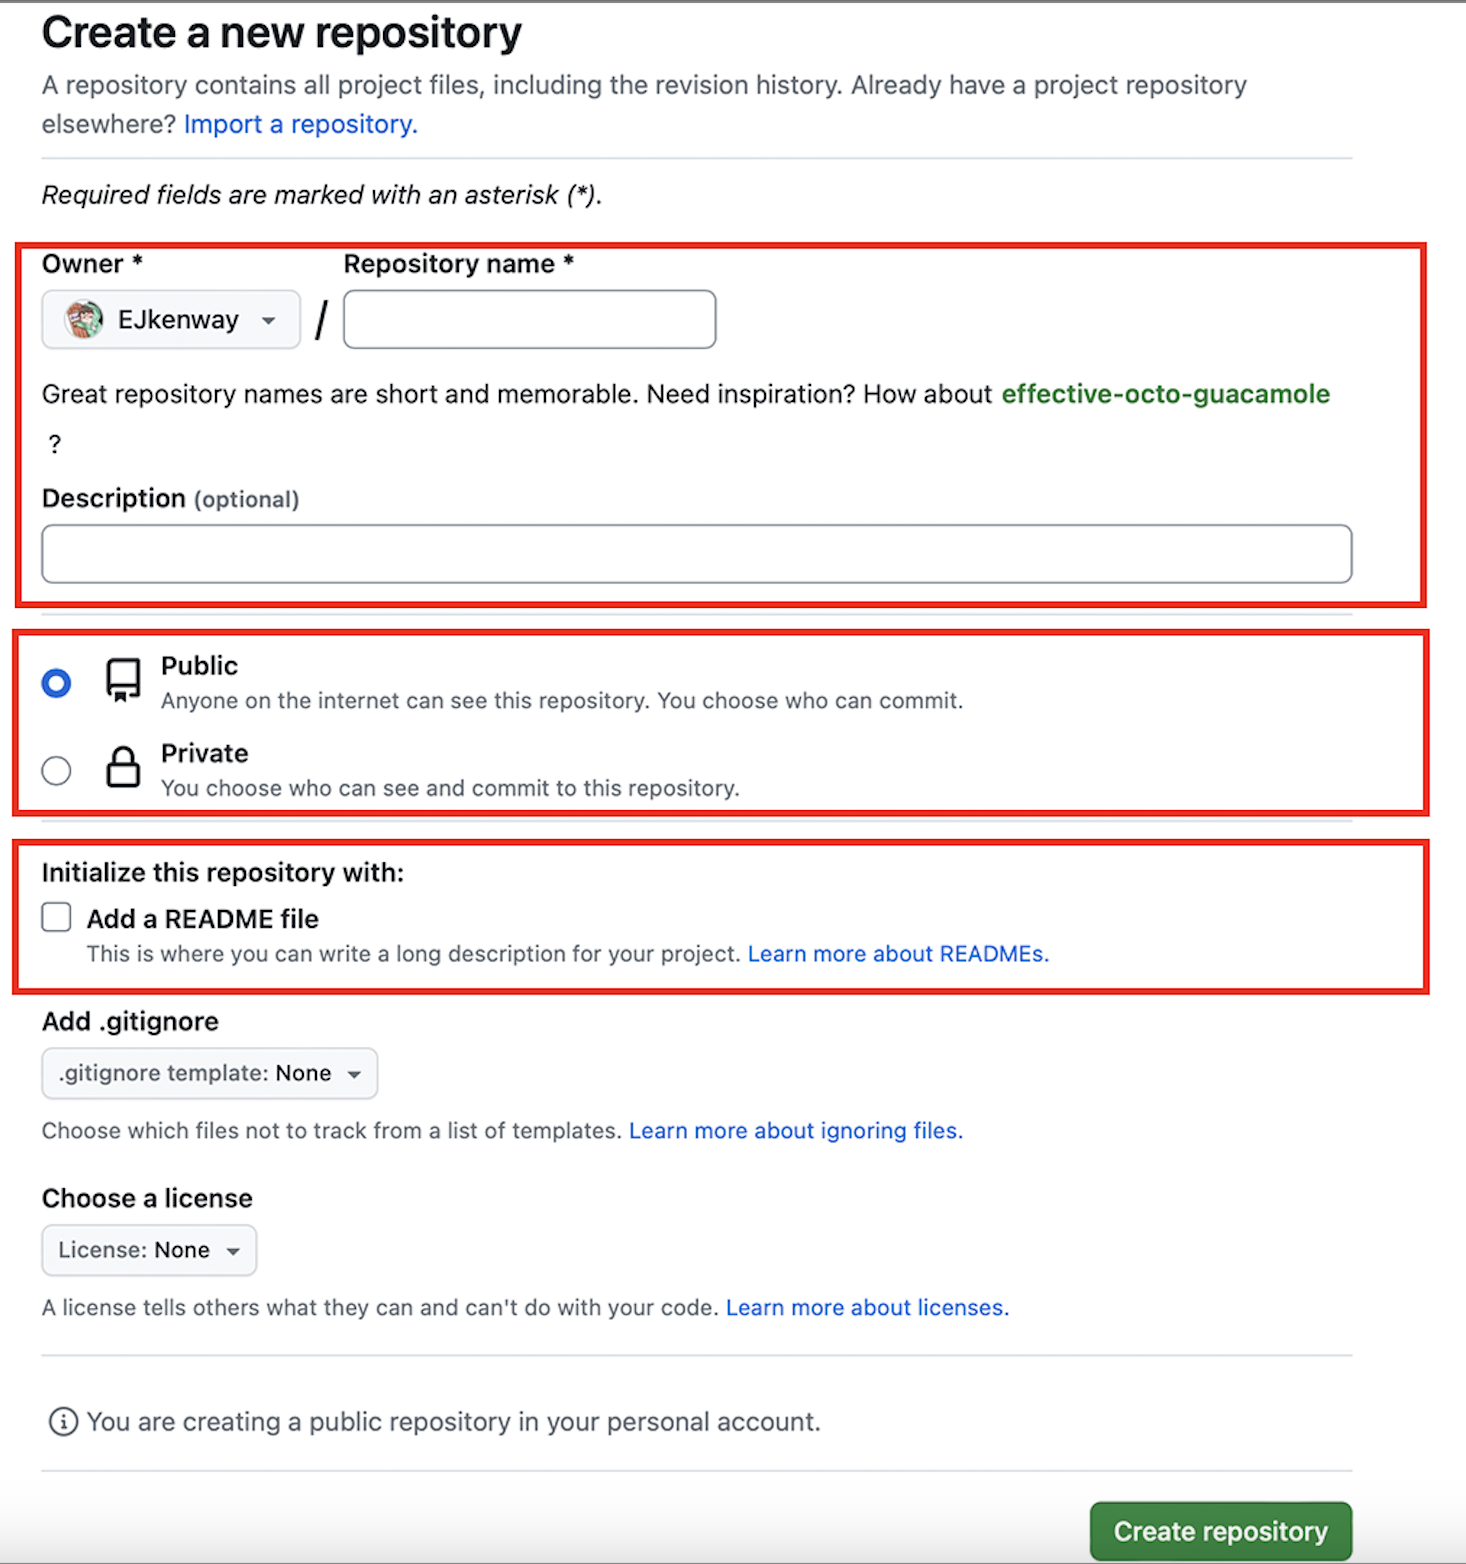 Create a new repository
A repository contains all project files, including the revision history. Already have a project repository
elsewhere? Import a repository.
Required fields are marked with an asterisk (*).
Owner * Repository name *
EJkenway /
Great repository names are short and memorable. Need inspiration? How about effective-octo-guacamole
?
Description (optional)
Public
Anyone on the internet can see this repository. You choose who can commit.
Private
You choose who can see and commit to this repository.
Initialize this repository with:
Add a README file
This is where you can write a long description for your project. Learn more about READMEs.
Add .gitignore
.gitignore template: None
Choose which files not to track from a list of templates. Learn more about ignoring files.
Choose a license
License: None
A license tells others what they can and can't do with your code. Learn more about licenses.
You are creating a public repository in your personal account.
Create repository